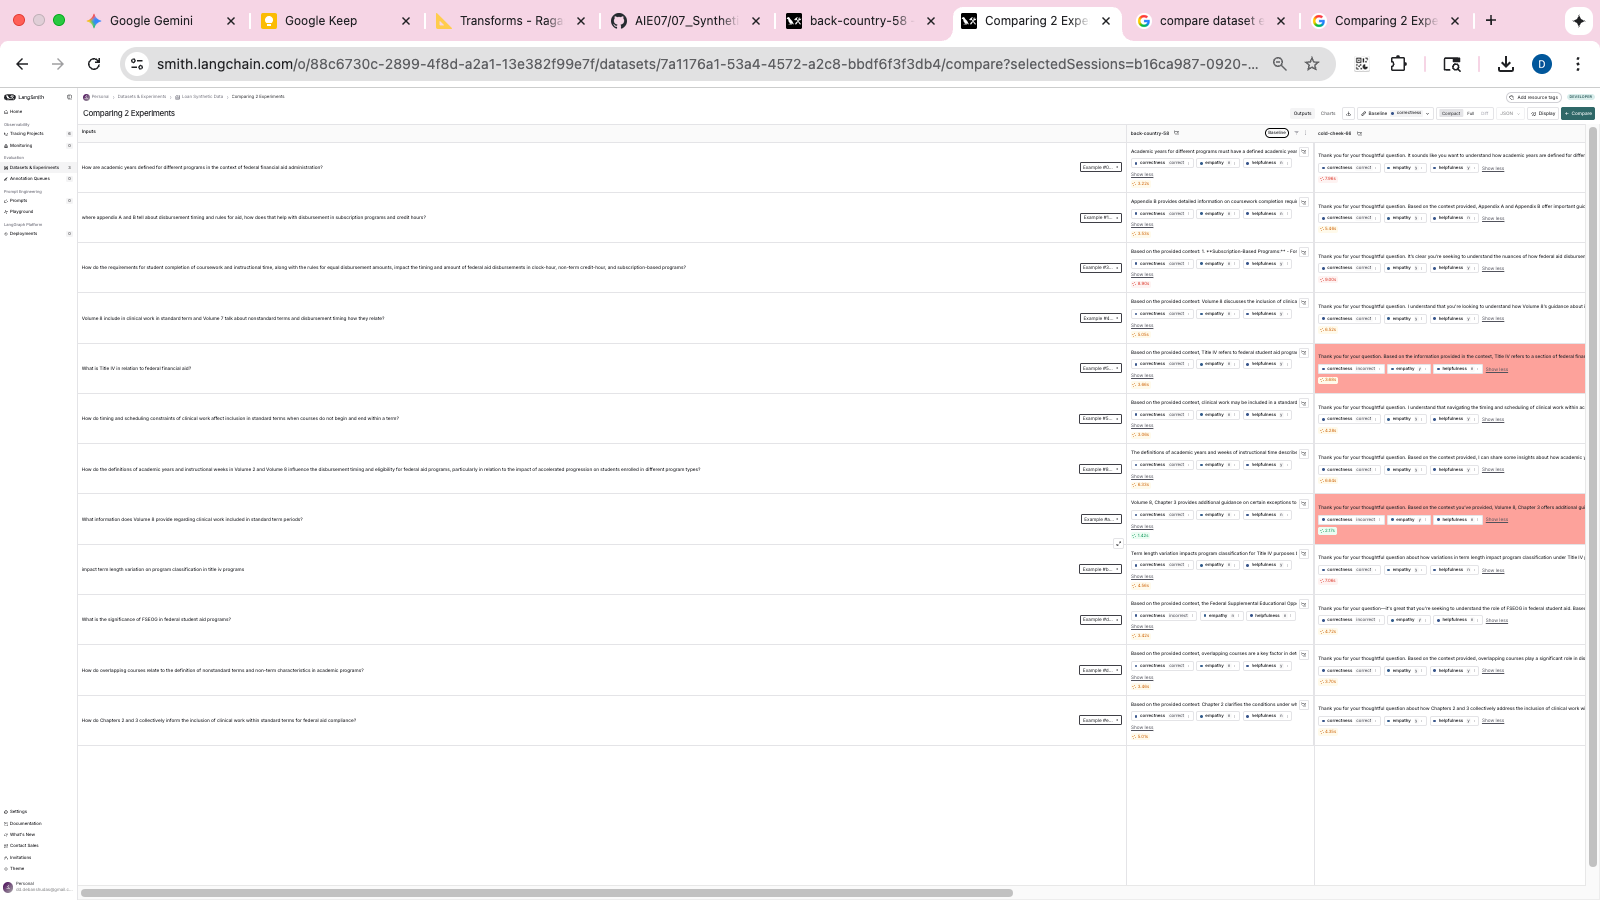 Google Gemini
Google Keep
Transforms - Raga
AIE07/07_Syntheti
back-country-58 -
Comparing 2 Expe
compare dataset e
Comparing 2 Expe
smith.langchain.com/o/88c6730c-2899-4f8d-a2a1-13e382f99e7f/datasets/7a1176a1-53a4-4572-a2c8-bbdf6f3f3db4/compare?selectedSessions=b16ca987-0920-...
D
LangSmith
Personal
Datasets & Experiments
Loan Synthetic Data
Comparing 2 Experiments
Add resource tags
DEVELOPER
Comparing 2 Experiments
Outputs
Charts
Baseline
correctness
Compact
Full
Diff
JSON
Display
+ Compare
Home
Observability
Tracing Projects
Monitoring
Evaluation
Datasets & Experiments
Annotation Queues
Prompt Engineering
Prompts
Playground
LangGraph Platform
Deployments
Settings
Documentation
What's New
Contact Sales
Invitations
Theme
Personal
Inputs
back-country-58
Baseline
cold-cheek-66
How are academic years defined for different programs in the context of federal financial aid administration?
Example #0...
Academic years for different programs must have a defined academic year
correctness correct
empathy n
helpfulness n
Show less
3.22s
Thank you for your thoughtful question. It sounds like you want to understand how academic years are defined for differ
correctness correct
empathy y
helpfulness y
Show less
7.86s
where appendix A and B tell about disbursement timing and rules for aid, how does that help with disbursement in subscription programs and credit hours?
Example #1...
Appendix B provides detailed information on coursework completion requi
correctness correct
empathy n
helpfulness n
Show less
Thank you for your thoughtful question. Based on the context provided, Appendix A and Appendix B offer important guid
correctness correct
empathy y
helpfulness n
Show less
5.48s
How do the requirements for student completion of coursework and instructional time, along with the rules for equal disbursement amounts, impact the timing and amount of federal aid disbursements in clock-hour, non-term credit-hour, and subscription-based programs?
Example #3...
Based on the provided context: 1. **Subscription-Based Programs:** - For
correctness correct
empathy n
helpfulness y
Show less
8.80s
Thank you for your thoughtful question. It's clear you're seeking to understand the nuances of how federal aid disburse
correctness correct
empathy y
helpfulness y
Show less
9.00s
Volume 8 include in clinical work in standard term and Volume 7 talk about nonstandard terms and disbursement timing how they relate?
Example #4...
Based on the provided context: Volume 8 discusses the inclusion of clinica
correctness correct
empathy n
helpfulness y
Show less
Thank you for your thoughtful question. I understand that you're looking to understand how Volume 8's guidance about i
correctness correct
empathy y
helpfulness y
Show less
6.52s
What is Title IV in relation to federal financial aid?
Example #5...
Based on the provided context, Title IV refers to federal student aid progra
correctness correct
empathy n
helpfulness y
Show less
Thank you for your question. Based on the information provided in the context, Title IV refers to a section of federal fina
correctness incorrect
empathy y
helpfulness n
Show less
How do timing and scheduling constraints of clinical work affect inclusion in standard terms when courses do not begin and end within a term?
Example #5...
Based on the provided context, clinical work may be included in a standard
correctness correct
empathy n
helpfulness y
Show less
Thank you for your thoughtful question. I understand that navigating the timing and scheduling of clinical work within ac
correctness correct
empathy y
helpfulness y
Show less
4.28s
How do the definitions of academic years and instructional weeks in Volume 2 and Volume 8 influence the disbursement timing and eligibility for federal aid programs, particularly in relation to the impact of accelerated progression on students enrolled in different program types?
Example #8...
The definitions of academic years and weeks of instructional time describe
correctness correct
empathy n
helpfulness y
Show less
Thank you for your thoughtful question. Based on the context provided, I can share some insights about how academic y
correctness correct
empathy y
helpfulness y
Show less
What information does Volume 8 provide regarding clinical work included in standard term periods?
Example #a...
Volume 8, Chapter 3 provides additional guidance on certain exceptions to
correctness correct
empathy n
helpfulness n
Show less
1.42s
Thank you for your thoughtful question. Based on the context you've provided, Volume 8, Chapter 3 offers additional gui
correctness incorrect
empathy y
helpfulness n
Show less
impact term length variation on program classification in title iv programs
Example #b...
Term length variation impacts program classification for Title IV purposes b
correctness correct
empathy n
helpfulness y
Show less
Thank you for your thoughtful question about how variations in term length impact program classification under Title IV p
correctness correct
empathy y
helpfulness n
Show less
What is the significance of FSEOG in federal student aid programs?
Example #d...
Based on the provided context, the Federal Supplemental Educational Opp
correctness incorrect
empathy n
helpfulness n
Show less
Thank you for your question—it's great that you're seeking to understand the role of FSEOG in federal student aid. Base
correctness incorrect
empathy y
helpfulness n
Show less
4.72s
How do overlapping courses relate to the definition of nonstandard terms and non-term characteristics in academic programs?
Example #d...
Based on the provided context, overlapping courses are a key factor in det
correctness correct
empathy n
helpfulness y
Show less
Thank you for your thoughtful question. Based on the context provided, overlapping courses play a significant role in dis
correctness correct
empathy y
helpfulness y
Show less
How do Chapters 2 and 3 collectively inform the inclusion of clinical work within standard terms for federal aid compliance?
Example #e...
Based on the provided context: Chapter 2 clarifies the conditions under wh
correctness correct
empathy n
helpfulness n
Show less
5.01s
Thank you for your thoughtful question about how Chapters 2 and 3 collectively address the inclusion of clinical work wi
correctness correct
empathy y
helpfulness y
Show less
4.45s